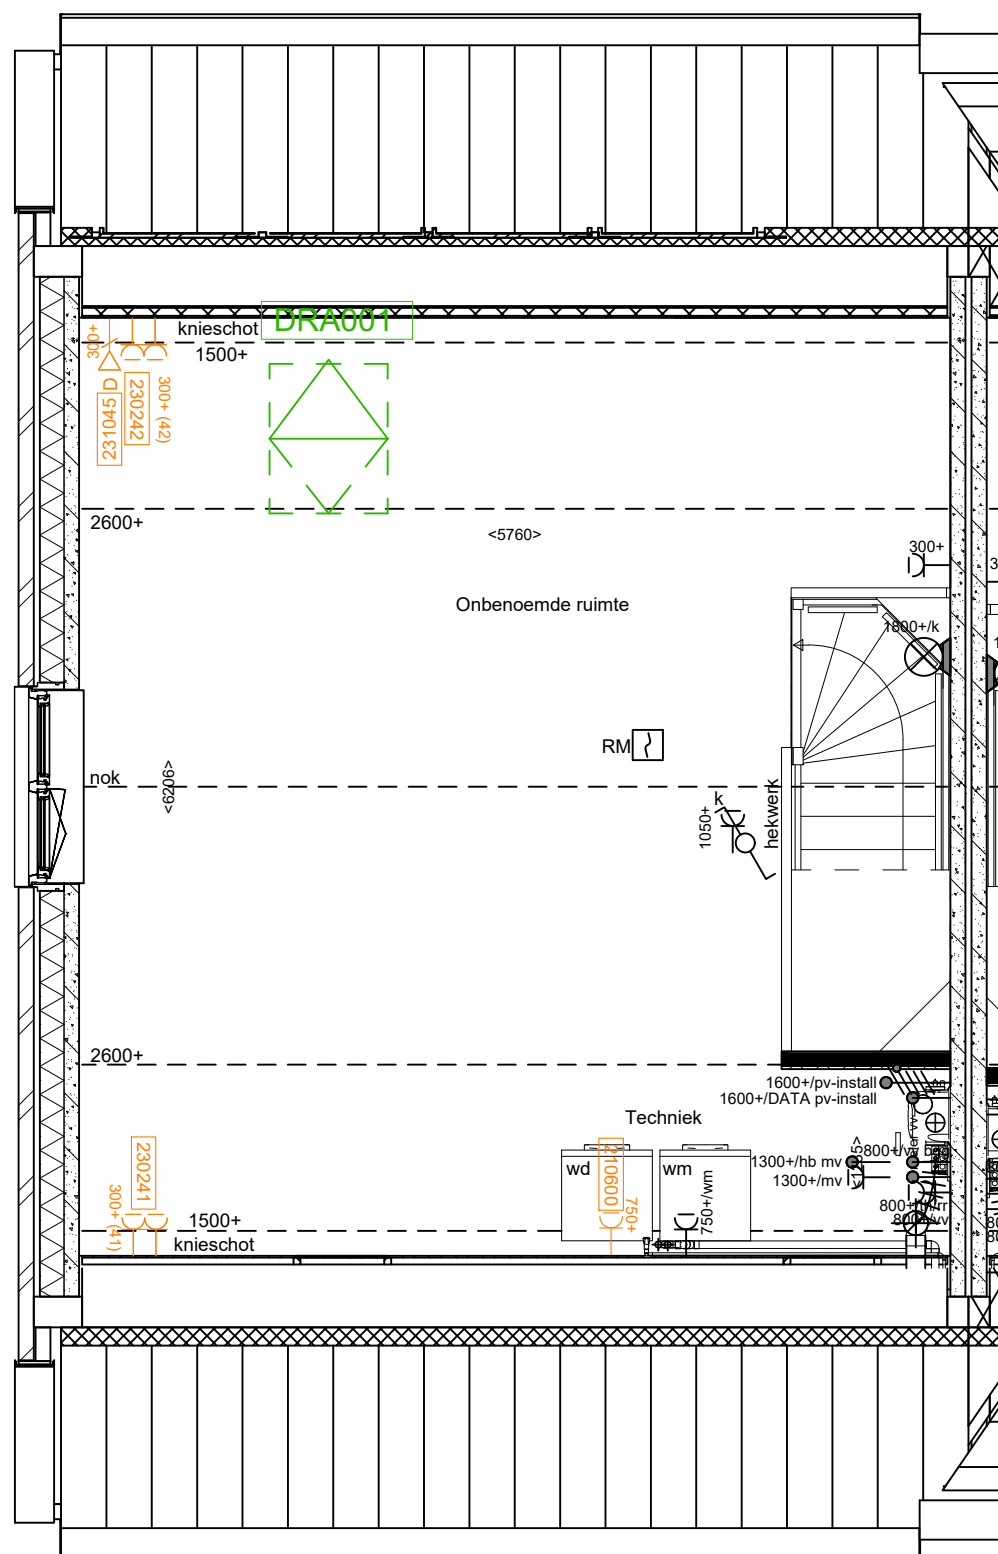 knieschot
DRA001
1500+
300+
231045 D
230242
300+ (42)
2600+
<5760>
300+
Onbenoemde ruimte
1800+/k
RM
nok
<6206>
k
1050+
hekwerk
2600+
1600+/pv-install
1600+/DATA pv-install
Techniek
230241
300+ (41)
wd
210600
750+
wm
750+/wm
1300+/hb mv
1300+/mv
1500+
knieschot